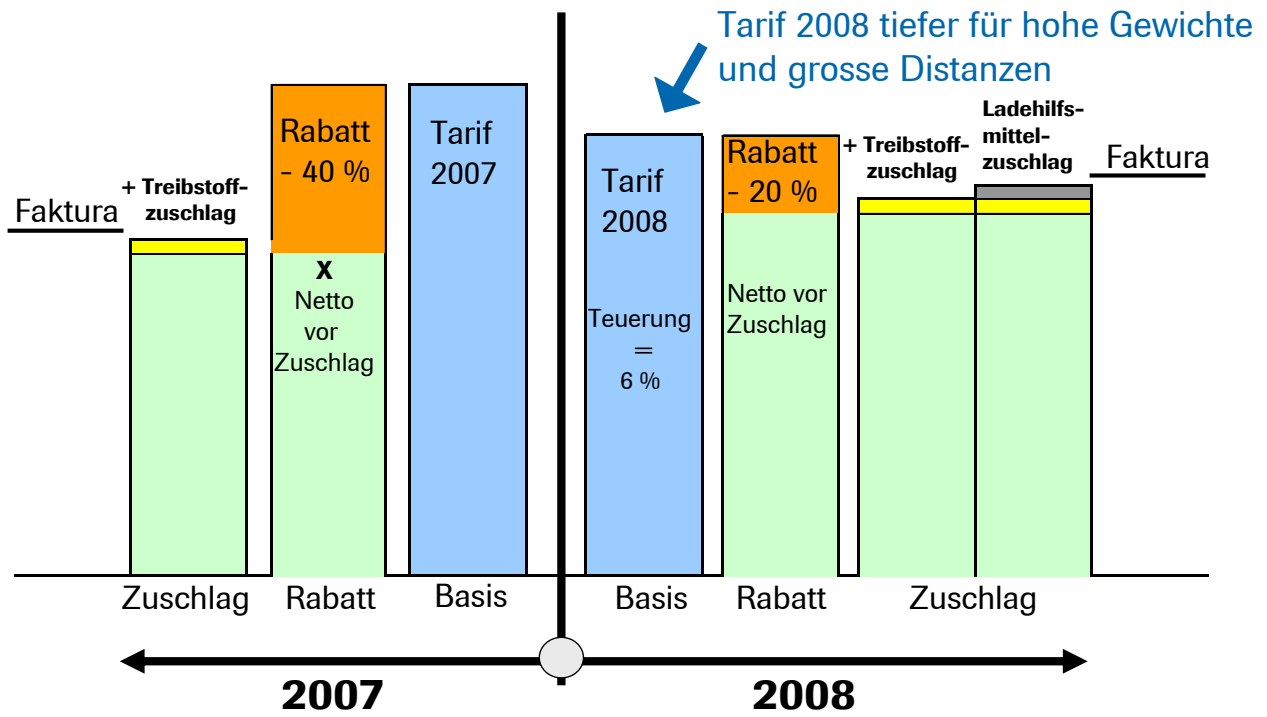 Tarif 2008 tiefer für hohe Gewichte
und grosse Distanzen
Faktura
+ Treibstoff-
zuschlag
Rabatt
- 40 %
X
Netto
vor
Zuschlag
Tarif
2007
Tarif
2008
Teuerung
=
6 %
Rabatt
- 20 %
Netto vor
Zuschlag
+ Treibstoff-
zuschlag
Ladehilfs-
mittel-
zuschlag
Faktura
Zuschlag
Rabatt
Basis
Basis
Rabatt
Zuschlag
2007
2008